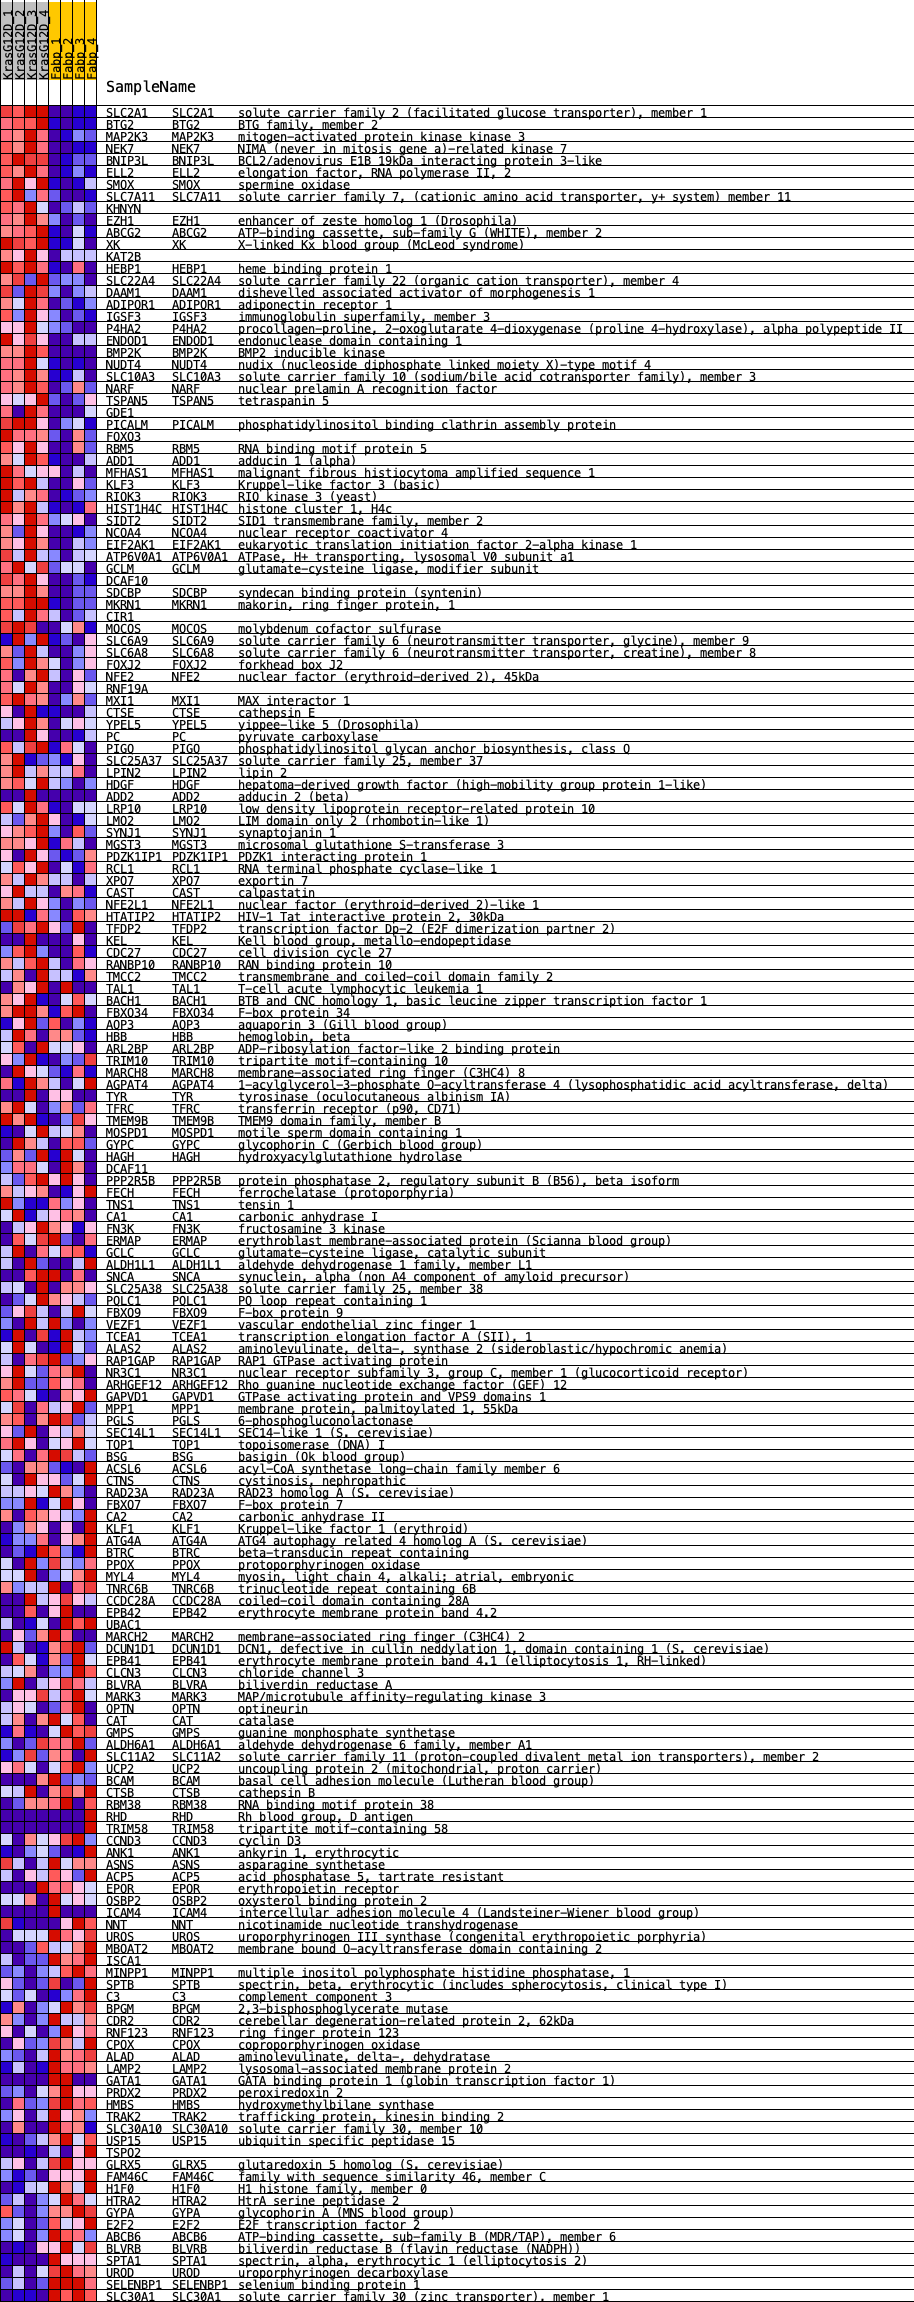 KrasG12D_1
KrasG12D_2
KrasG12D_3
KrasG12D_4
Fabp_1
Fabp_2
Fabp_3
Fabp_4
SampleName
SLC2A1 SLC2A1 solute carrier family 2 (facilitated glucose transporter), member 1
BTG2 BTG2 BTG family, member 2
MAP2K3 MAP2K3 mitogen-activated protein kinase kinase 3
NEK7 NEK7 NIMA (never in mitosis gene a)-related kinase 7
BNIP3L BNIP3L BCL2/adenovirus E1B 19kDa interacting protein 3-like
ELL2 ELL2 elongation factor, RNA polymerase II, 2
SMOX SMOX spermine oxidase
SLC7A11 SLC7A11 solute carrier family 7, (cationic amino acid transporter, y+ system) member 11
KHNYN
EZH1 EZH1 enhancer of zeste homolog 1 (Drosophila)
ABCG2 ABCG2 ATP-binding cassette, sub-family G (WHITE), member 2
XK XK X-linked Kx blood group (McLeod syndrome)
KAT2B
HEBP1 HEBP1 heme binding protein 1
SLC22A4 SLC22A4 solute carrier family 22 (organic cation transporter), member 4
DAAM1 DAAM1 dishevelled associated activator of morphogenesis 1
ADIPOR1 ADIPOR1 adiponectin receptor 1
IGSF3 IGSF3 immunoglobulin superfamily, member 3
P4HA2 P4HA2 procollagen-proline, 2-oxoglutarate 4-dioxygenase (proline 4-hydroxylase), alpha polypeptide II
ENDOD1 ENDOD1 endonuclease domain containing 1
BMP2K BMP2K BMP2 inducible kinase
NUDT4 NUDT4 nudix (nucleoside diphosphate linked moiety X)-type motif 4
SLC10A3 SLC10A3 solute carrier family 10 (sodium/bile acid cotransporter family), member 3
NARF NARF nuclear prelamin A recognition factor
TSPAN5 TSPAN5 tetraspanin 5
GDE1
PICALM PICALM phosphatidylinositol binding clathrin assembly protein
FOXO3
RBM5 RBM5 RNA binding motif protein 5
ADD1 ADD1 adducin 1 (alpha)
MFHAS1 MFHAS1 malignant fibrous histiocytoma amplified sequence 1
KLF3 KLF3 Kruppel-like factor 3 (basic)
RIOK3 RIOK3 RIO kinase 3 (yeast)
HIST1H4C HIST1H4C histone cluster 1, H4c
SIDT2 SIDT2 SID1 transmembrane family, member 2
NCOA4 NCOA4 nuclear receptor coactivator 4
EIF2AK1 EIF2AK1 eukaryotic translation initiation factor 2-alpha kinase 1
ATP6V0A1 ATP6V0A1 ATPase, H+ transporting, lysosomal V0 subunit a1
GCLM GCLM glutamate-cysteine ligase, modifier subunit
DCAF10
SDCBP SDCBP syndecan binding protein (syntenin)
MKRN1 MKRN1 makorin, ring finger protein, 1
CIR1
MOCOS MOCOS molybdenum cofactor sulfurase
SLC6A9 SLC6A9 solute carrier family 6 (neurotransmitter transporter, glycine), member 9
SLC6A8 SLC6A8 solute carrier family 6 (neurotransmitter transporter, creatine), member 8
FOXJ2 FOXJ2 forkhead box J2
NFE2 NFE2 nuclear factor (erythroid-derived 2), 45kDa
RNF19A
MXI1 MXI1 MAX interactor 1
CTSE CTSE cathepsin E
YPEL5 YPEL5 yippee-like 5 (Drosophila)
PC PC pyruvate carboxylase
PIGQ PIGQ phosphatidylinositol glycan anchor biosynthesis, class Q
SLC25A37 SLC25A37 solute carrier family 25, member 37
LPIN2 LPIN2 lipin 2
HDGF HDGF hepatoma-derived growth factor (high-mobility group protein 1-like)
ADD2 ADD2 adducin 2 (beta)
LRP10 LRP10 low density lipoprotein receptor-related protein 10
LMO2 LMO2 LIM domain only 2 (rhombotin-like 1)
SYNJ1 SYNJ1 synaptojanin 1
MGST3 MGST3 microsomal glutathione S-transferase 3
PDZK1IP1 PDZK1IP1 PDZK1 interacting protein 1
RCL1 RCL1 RNA terminal phosphate cyclase-like 1
XPO7 XPO7 exportin 7
CAST CAST calpastatin
NFE2L1 NFE2L1 nuclear factor (erythroid-derived 2)-like 1
HTATIP2 HTATIP2 HIV-1 Tat interactive protein 2, 30kDa
TFDP2 TFDP2 transcription factor Dp-2 (E2F dimerization partner 2)
KEL KEL Kell blood group, metallo-endopeptidase
CDC27 CDC27 cell division cycle 27
RANBP10 RANBP10 RAN binding protein 10
TMCC2 TMCC2 transmembrane and coiled-coil domain family 2
TAL1 TAL1 T-cell acute lymphocytic leukemia 1
BACH1 BACH1 BTB and CNC homology 1, basic leucine zipper transcription factor 1
FBXO34 FBXO34 F-box protein 34
AQP3 AQP3 aquaporin 3 (Gill blood group)
HBB HBB hemoglobin, beta
ARL2BP ARL2BP ADP-ribosylation factor-like 2 binding protein
TRIM10 TRIM10 tripartite motif-containing 10
MARCH8 MARCH8 membrane-associated ring finger (C3HC4) 8
AGPAT4 AGPAT4 1-acylglycerol-3-phosphate O-acyltransferase 4 (lysophosphatidic acid acyltransferase, delta)
TYR TYR tyrosinase (oculocutaneous albinism IA)
TFRC TFRC transferrin receptor (p90, CD71)
TMEM9B TMEM9B TMEM9 domain family, member B
MOSPD1 MOSPD1 motile sperm domain containing 1
GYPC GYPC glycophorin C (Gerbich blood group)
HAGH HAGH hydroxyacylglutathione hydrolase
DCAF11
PPP2R5B PPP2R5B protein phosphatase 2, regulatory subunit B (B56), beta isoform
FECH FECH ferrochelatase (protoporphyria)
TNS1 TNS1 tensin 1
CA1 CA1 carbonic anhydrase I
FN3K FN3K fructosamine 3 kinase
ERMAP ERMAP erythroblast membrane-associated protein (Scianna blood group)
GCLC GCLC glutamate-cysteine ligase, catalytic subunit
ALDH1L1 ALDH1L1 aldehyde dehydrogenase 1 family, member L1
SNCA SNCA synuclein, alpha (non A4 component of amyloid precursor)
SLC25A38 SLC25A38 solute carrier family 25, member 38
POLC1 POLC1 PQ loop repeat containing 1
FBXO9 FBXO9 F-box protein 9
VEZF1 VEZF1 vascular endothelial zinc finger 1
TCEA1 TCEA1 transcription elongation factor A (SII), 1
ALAS2 ALAS2 aminolevulinate, delta-, synthase 2 (sideroblastic/hypochromic anemia)
RAP1GAP RAP1GAP RAP1 GTPase activating protein
NR3C1 NR3C1 nuclear receptor subfamily 3, group C, member 1 (glucocorticoid receptor)
ARHGEF12 ARHGEF12 Rho guanine nucleotide exchange factor (GEF) 12
GAPVD1 GAPVD1 GTPase activating protein and VPS9 domains 1
MPP1 MPP1 membrane protein, palmitoylated 1, 55kDa
PGLS PGLS 6-phosphogluconolactonase
SEC14L1 SEC14L1 SEC14-like 1 (S. cerevisiae)
TOP1 TOP1 topoisomerase (DNA) I
BSG BSG basigin (Ok blood group)
ACSL6 ACSL6 acyl-CoA synthetase long-chain family member 6
CTNS CTNS cystinosis, nephropathic
RAD23A RAD23A RAD23 homolog A (S. cerevisiae)
FBXO7 FBXO7 F-box protein 7
CA2 CA2 carbonic anhydrase II
KLF1 KLF1 Kruppel-like factor 1 (erythroid)
ATG4A ATG4A ATG4 autophagy related 4 homolog A (S. cerevisiae)
BTRC BTRC beta-transducin repeat containing
PPOX PPOX protoporphyrinogen oxidase
MYL4 MYL4 myosin, light chain 4, alkali; atrial, embryonic
TNRC6B TNRC6B trinucleotide repeat containing 6B
CCDC28A CCDC28A coiled-coil domain containing 28A
EPB42 EPB42 erythrocyte membrane protein band 4.2
UBAC1
MARCH2 MARCH2 membrane-associated ring finger (C3HC4) 2
DCUN1D1 DCUN1D1 DCN1, defective in cullin neddylation 1, domain containing 1 (S. cerevisiae)
EPB41 EPB41 erythrocyte membrane protein band 4.1 (elliptocytosis 1, RH-linked)
CLCN3 CLCN3 chloride channel 3
BLVRA BLVRA biliverdin reductase A
MARK3 MARK3 MAP/microtubule affinity-regulating kinase 3
OPTN OPTN optineurin
CAT CAT catalase
GMPS GMPS guanine monphosphate synthetase
ALDH6A1 ALDH6A1 aldehyde dehydrogenase 6 family, member A1
SLC11A2 SLC11A2 solute carrier family 11 (proton-coupled divalent metal ion transporters), member 2
UCP2 UCP2 uncoupling protein 2 (mitochondrial, proton carrier)
BCAM BCAM basal cell adhesion molecule (Lutheran blood group)
CTSB CTSB cathepsin B
RBM38 RBM38 RNA binding motif protein 38
RHD RHD Rh blood group, D antigen
TRIM58 TRIM58 tripartite motif-containing 58
CCND3 CCND3 cyclin D3
ANK1 ANK1 ankyrin 1, erythrocytic
ASNS ASNS asparagine synthetase
ACP5 ACP5 acid phosphatase 5, tartrate resistant
EPOR EPOR erythropoietin receptor
OSBP2 OSBP2 oxysterol binding protein 2
ICAM4 ICAM4 intercellular adhesion molecule 4 (Landsteiner-Wiener blood group)
NNT NNT nicotinamide nucleotide transhydrogenase
UROS UROS uroporphyrinogen III synthase (congenital erythropoietic porphyria)
MBOAT2 MBOAT2 membrane bound O-acyltransferase domain containing 2
ISCA1
MINPP1 MINPP1 multiple inositol polyphosphate histidine phosphatase, 1
SPTB SPTB spectrin, beta, erythrocytic (includes spherocytosis, clinical type I)
C3 C3 complement component 3
BPGM BPGM 2,3-bisphosphoglycerate mutase
CDR2 CDR2 cerebellar degeneration-related protein 2, 62kDa
RNF123 RNF123 ring finger protein 123
CPOX CPOX coproporphyrinogen oxidase
ALAD ALAD aminolevulinate, delta-, dehydratase
LAMP2 LAMP2 lysosomal-associated membrane protein 2
GATA1 GATA1 GATA binding protein 1 (globin transcription factor 1)
PRDX2 PRDX2 peroxiredoxin 2
HMBS HMBS hydroxymethylbilane synthase
TRAK2 TRAK2 trafficking protein, kinesin binding 2
SLC30A10 SLC30A10 solute carrier family 30, member 10
USP15 USP15 ubiquitin specific peptidase 15
TSPO2
GLRX5 GLRX5 glutaredoxin 5 homolog (S. cerevisiae)
FAM46C FAM46C family with sequence similarity 46, member C
H1F0 H1F0 H1 histone family, member 0
HTRA2 HTRA2 HtrA serine peptidase 2
GYPA GYPA glycophorin A (MNS blood group)
E2F2 E2F2 E2F transcription factor 2
ABCB6 ABCB6 ATP-binding cassette, sub-family B (MDR/TAP), member 6
BLVRB BLVRB biliverdin reductase B (flavin reductase (NADPH))
SPTA1 SPTA1 spectrin, alpha, erythrocytic 1 (elliptocytosis 2)
UROD UROD uroporphyrinogen decarboxylase
SELENBP1 SELENBP1 selenium binding protein 1
SLC30A1 SLC30A1 solute carrier family 30 (zinc transporter), member 1